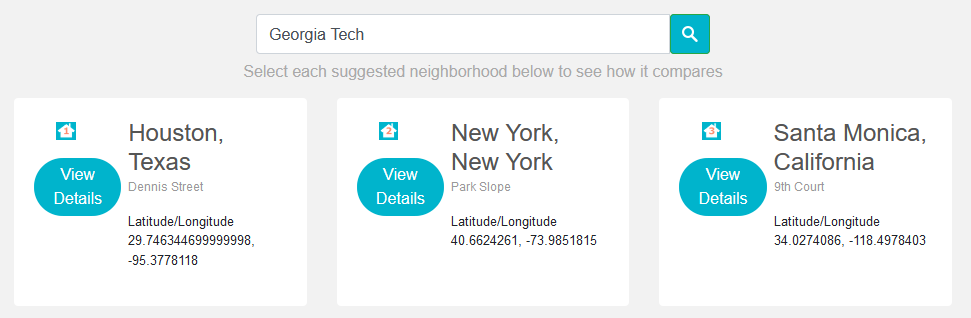 Georgia Tech
Select each suggested neighborhood below to see how it compares
1
Houston,
Texas
Dennis Street
View
Details
Latitude/Longitude
29.746344699999998,
-95.3778118
2
New York,
New York
Park Slope
View
Details
Latitude/Longitude
40.6624261, -73.9851815
3
Santa Monica,
California
9th Court
View
Details
Latitude/Longitude
34.0274086, -118.4978403